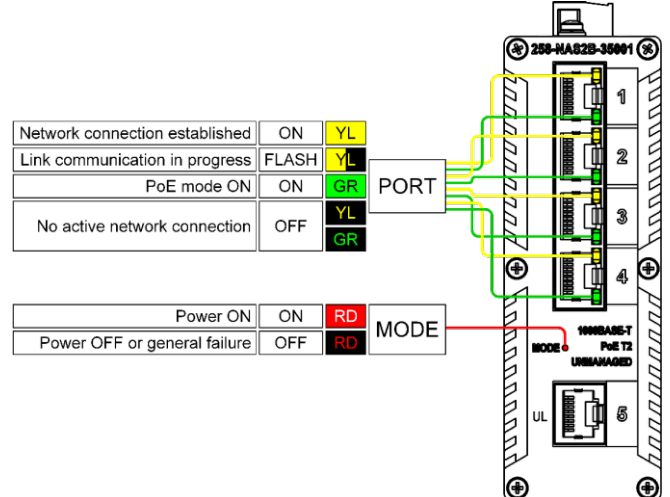 258-NAS2B-35001
1
Network connection established ON YL
Link communication in progress FLASH YL
2
PoE mode ON ON GR
PORT
YL
No active network connection OFF
GR
3
4
Power ON ON RD
MODE
Power OFF or general failure OFF RD
1000BASE-T
MODE PoE T2
UNMANAGED
UL
5